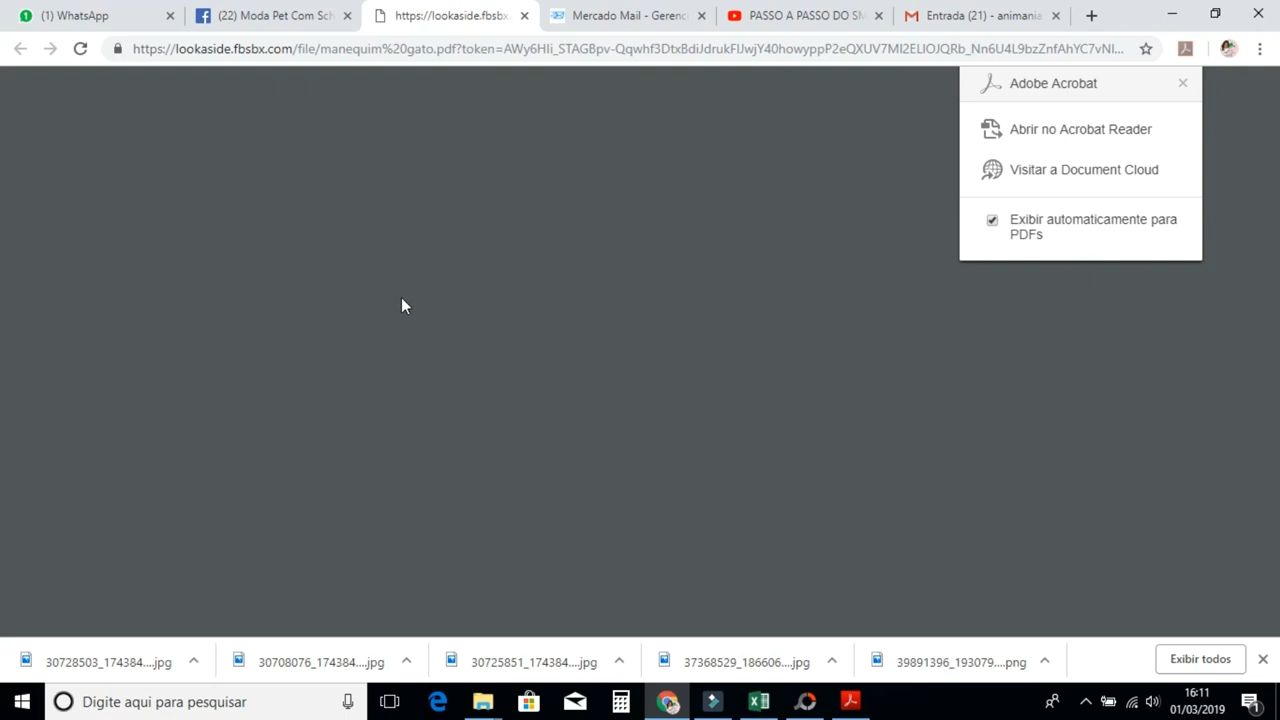 (1) WhatsApp
(22) Moda Pet Com Sch
https://lookaside.fbsbx.
Mercado Mail - Gerenci
PASSO A PASSO DO SM
Entrada (21) - animania
https://lookaside.fbsbx.com/file/manequim%20gato.pdf?token=
Adobe Acrobat
Abrir no Acrobat Reader
Visitar a Document Cloud
Exibir automaticamente para
PDFs
30728503_174384....jpg
30708076_174384....jpg
30725851_174384....jpg
37368529_186606....jpg
39891396_193079....png
Exibir todos
Digite aqui para pesquisar
16:11
01/03/2019
1